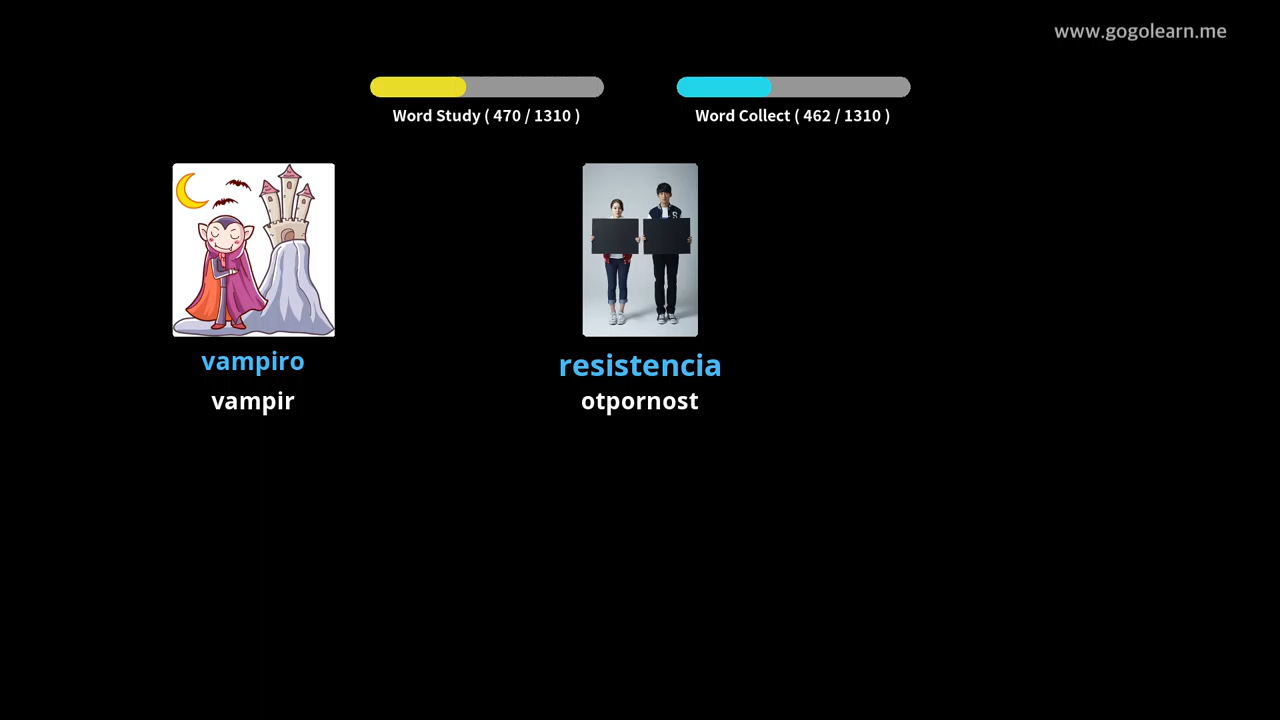 www.gogolearn.me
Word Study ( 470 / 1310 )
Word Collect ( 462 / 1310 )
vampiro
vampir
resistencia
otpornost